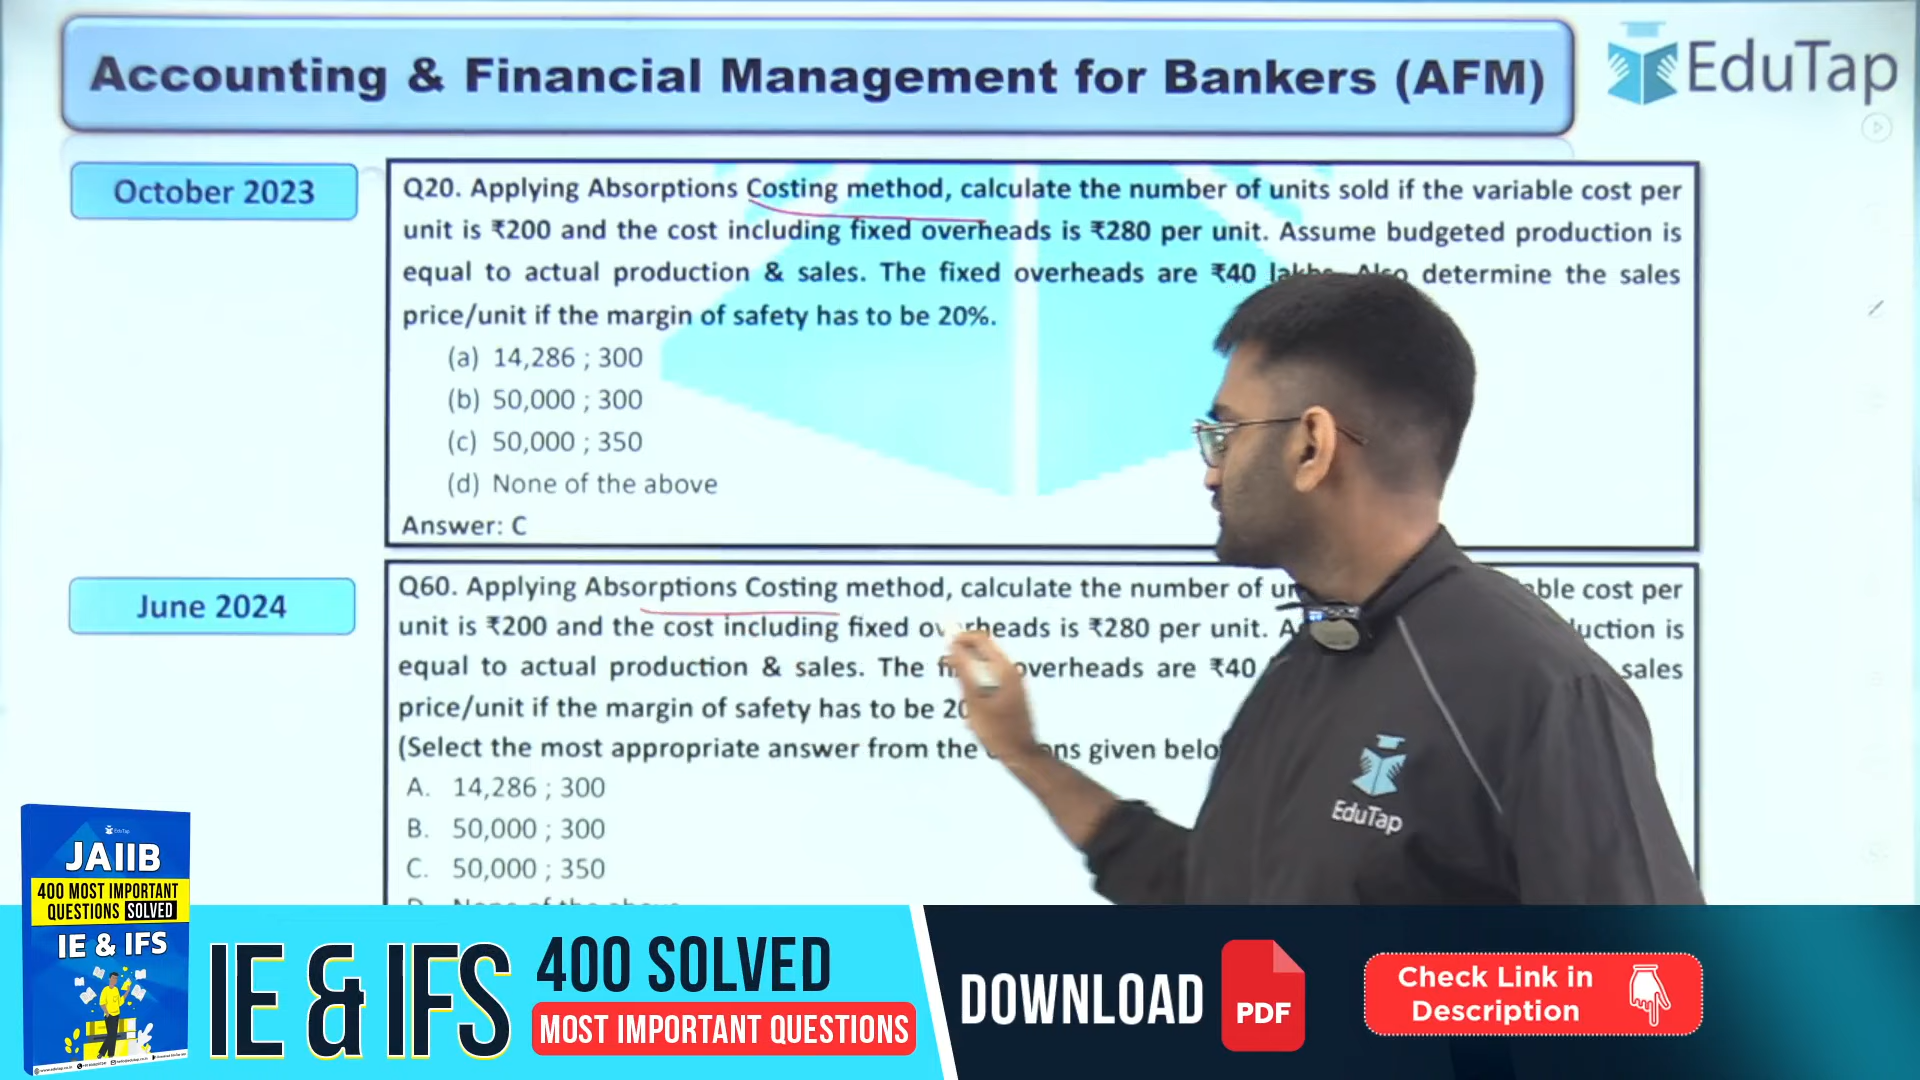 Accounting & Financial Management for Bankers (AFM)
EduTap
October 2023
Q20. Applying Absorptions Costing method, calculate the number of units sold if the variable cost per
unit is ₹200 and the cost including fixed overheads is ₹280 per unit. Assume budgeted production is
equal to actual production & sales. The fixed overheads are ₹40 lakhs. Also determine the sales
price/unit if the margin of safety has to be 20%.
(a) 14,286 ; 300
(b) 50,000 ; 300
(c) 50,000 ; 350
(d) None of the above
Answer: C
June 2024
Q60. Applying Absorptions Costing method, calculate the number of cost per
unit is ₹200 and the cost including fixed overheads is ₹280 per unit. is
equal to actual production & sales. The overheads are ₹40 sales
price/unit if the margin of safety has to be
(Select the most appropriate answer from the given
A. 14,286 ; 300
B. 50,000 ; 300
C. 50,000 ; 350
EduTap
EduTap
JAIIB
400 MOST IMPORTANT
QUESTIONS SOLVED
IE & IFS
IE & IFS
400 SOLVED
MOST IMPORTANT QUESTIONS
DOWNLOAD
PDF
Check Link in
Description